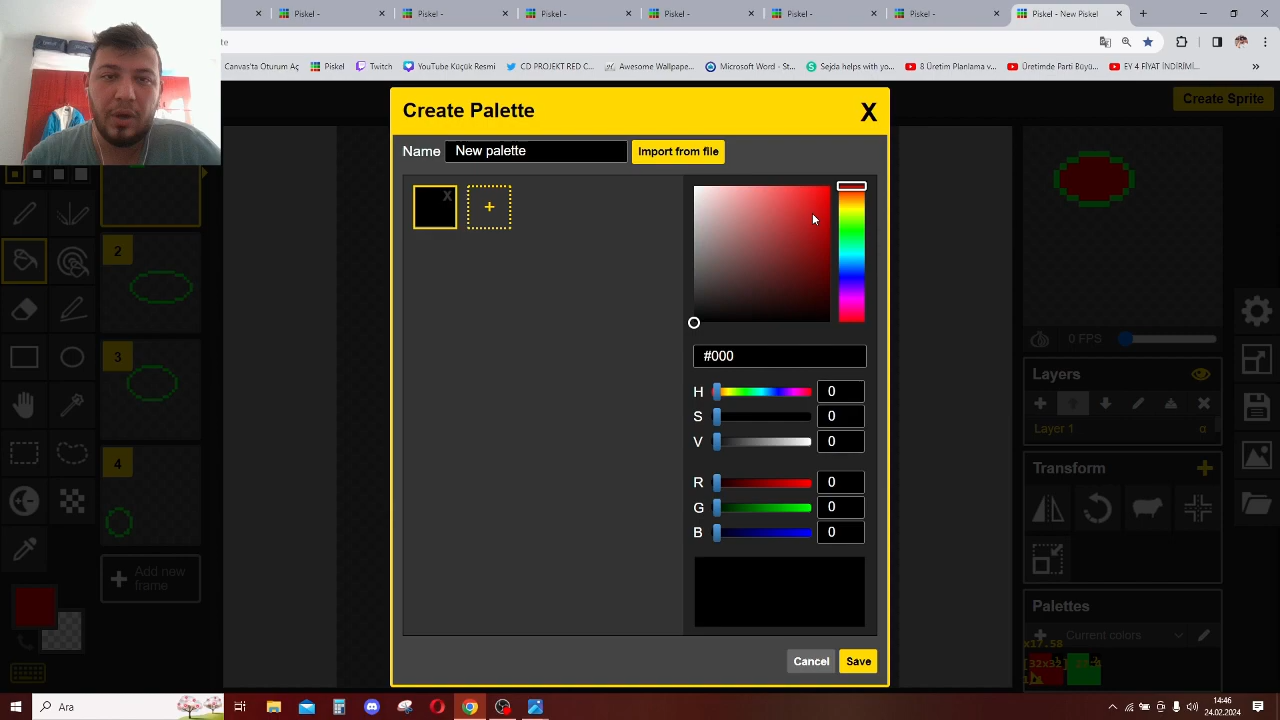 Piskel - Piskel - Piskel - Piskel - Piskel - Piskel - Piskel - New Piskel
Canva'ta Oturum Aç Piskel Twitch YouTube Küçük Resmi CD PROJEKT RED C... Awesome Wallpape... Microsoft Word - S... Sejda helps with yo... 8.Üretim Planlama v... Üretimde Parti Büyü... EY 4 FİYAT İNDİRİMİ... »
Create Sprite
Create Palette X
Name New palette Import from file
X +
#000
H 0
S 0
V 0
R 0
G 0
B 0
Cancel Save
2
3
4
Add new
frame
0 FPS
Layers
Layer 1 α
Transform
Palettes
Current colors
Ara
14:46
24.02.2024